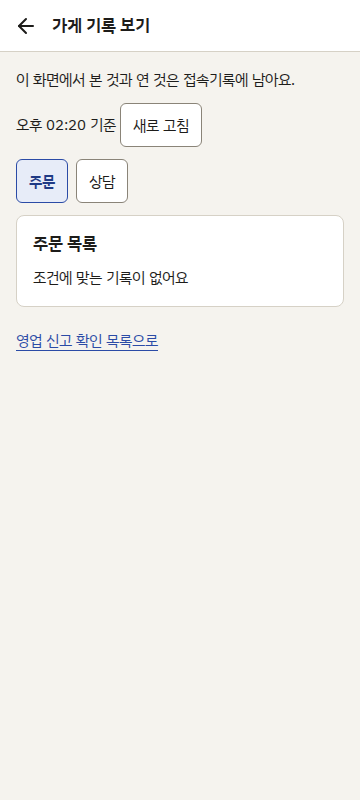 가게 기록 보기
이 화면에서 본 것과 연 것은 접속기록에 남아요.
오후 02:20 기준 새로 고침
주문 상담
주문 목록
조건에 맞는 기록이 없어요
영업 신고 확인 목록으로